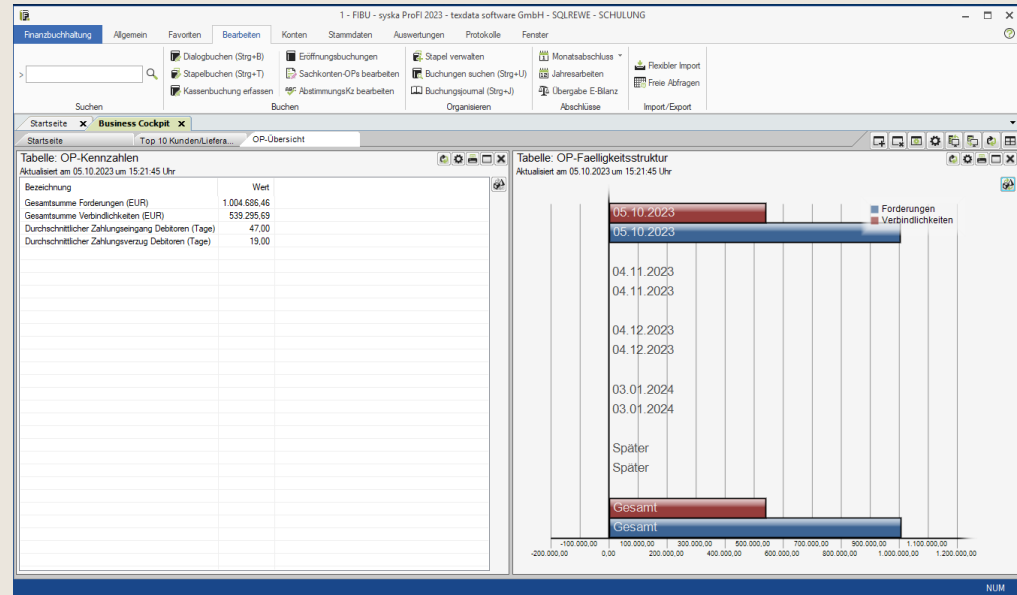 1 - FIBU - syska ProFI 2023 - texdata software GmbH - SQLREWE - SCHULUNG
Finanzbuchhaltung Allgemein Favoriten Bearbeiten Konten Stammdaten Auswertungen Protokolle Fenster
Dialogbuchen (Strg+B) Eröffnungsbuchungen Stapel verwalten Monatsabschluss Flexibler Import
> Stapelbuchen (Strg+T) Sachkonten-OPs bearbeiten Buchungen suchen (Strg+U) Jahresarbeiten Freie Abfragen
Kassenbuchung erfassen ABC AbstimmungsKz bearbeiten Buchungsjournal (Strg+J) Übergabe E-Bilanz
Suchen Buchen Organisieren Abschlüsse Import/Export
Startseite x Business Cockpit x
Startseite Top 10 Kunden/Liefera... OP-Übersicht
Tabelle: OP-Kennzahlen
Aktualisiert am 05.10.2023 um 15:21:45 Uhr
Bezeichnung Wert
Gesamtsumme Forderungen (EUR) 1.004.686,46
Gesamtsumme Verbindlichkeiten (EUR) 539.295,69
Durchschnittlicher Zahlungseingang Debitoren (Tage) 47,00
Durchschnittlicher Zahlungsverzug Debitoren (Tage) 19,00
Tabelle: OP-Faelligkeitsstruktur
Aktualisiert am 05.10.2023 um 15:21:45 Uhr
Forderungen
Verbindlichkeiten
05.10.2023
05.10.2023
04.11.2023
04.11.2023
04.12.2023
04.12.2023
03.01.2024
03.01.2024
Später
Später
Gesamt
Gesamt
-100.000,00 100.000,00 300.000,00 500.000,00 700.000,00 900.000,00 1.100.000,00
-200.000,00 0,00 200.000,00 400.000,00 600.000,00 800.000,00 1.000.000,00 1.200.000,00
NUM